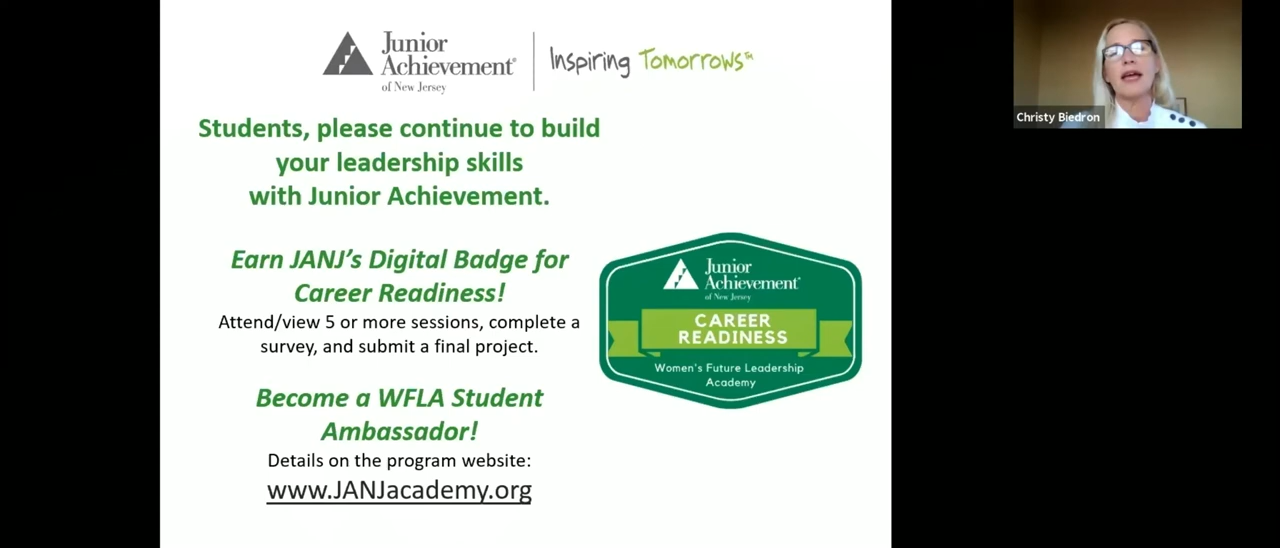 Junior
Achievement®
of New Jersey
Inspiring Tomorrows™
Students, please continue to build
your leadership skills
with Junior Achievement.
Earn JANJ's Digital Badge for
Career Readiness!
Attend/view 5 or more sessions, complete a
survey, and submit a final project.
Become a WFLA Student
Ambassador!
Details on the program website:
www.JANJacademy.org
Junior
Achievement®
of New Jersey
CAREER
READINESS
Women's Future Leadership
Academy
Christy Biedron